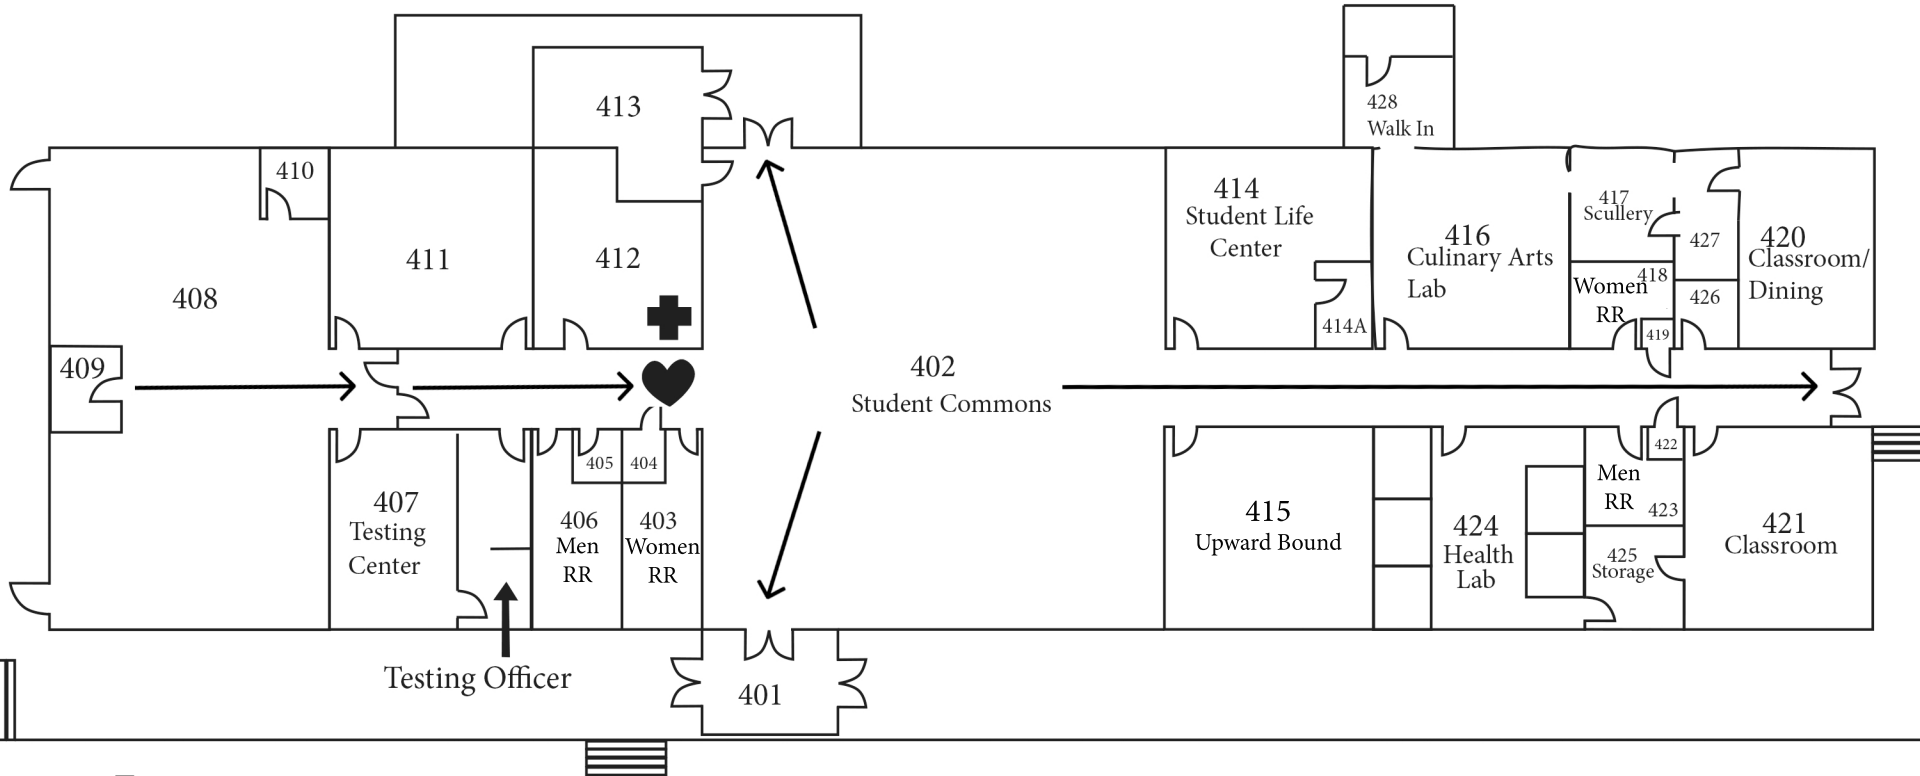 413
428
Walk In
410
414
Student Life
Center
417
Scullery
411
412
416
Culinary Arts
Lab
427
420
Classroom/
Dining
408
418
Women
RR
426
414A
419
409
402
Student Commons
405
404
422
407
Testing
Center
406
Men
RR
403
Women
RR
415
Upward Bound
424
Health
Lab
Men
RR
423
425
Storage
421
Classroom
Testing Officer
401